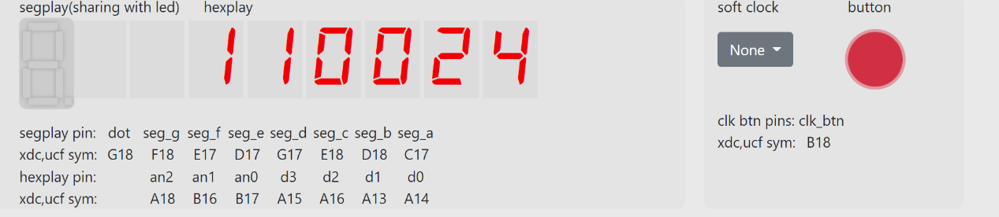 segplay(sharing with led) hexplay
110024
segplay pin: dot seg_g seg_f seg_e seg_d seg_c seg_b seg_a
xdc,ucf sym: G18 F18 E17 D17 G17 E18 D18 C17
hexplay pin: an2 an1 an0 d3 d2 d1 d0
xdc,ucf sym: A18 B16 B17 A15 A16 A13 A14
soft clock button
None
clk btn pins: clk_btn
xdc,ucf sym: B18